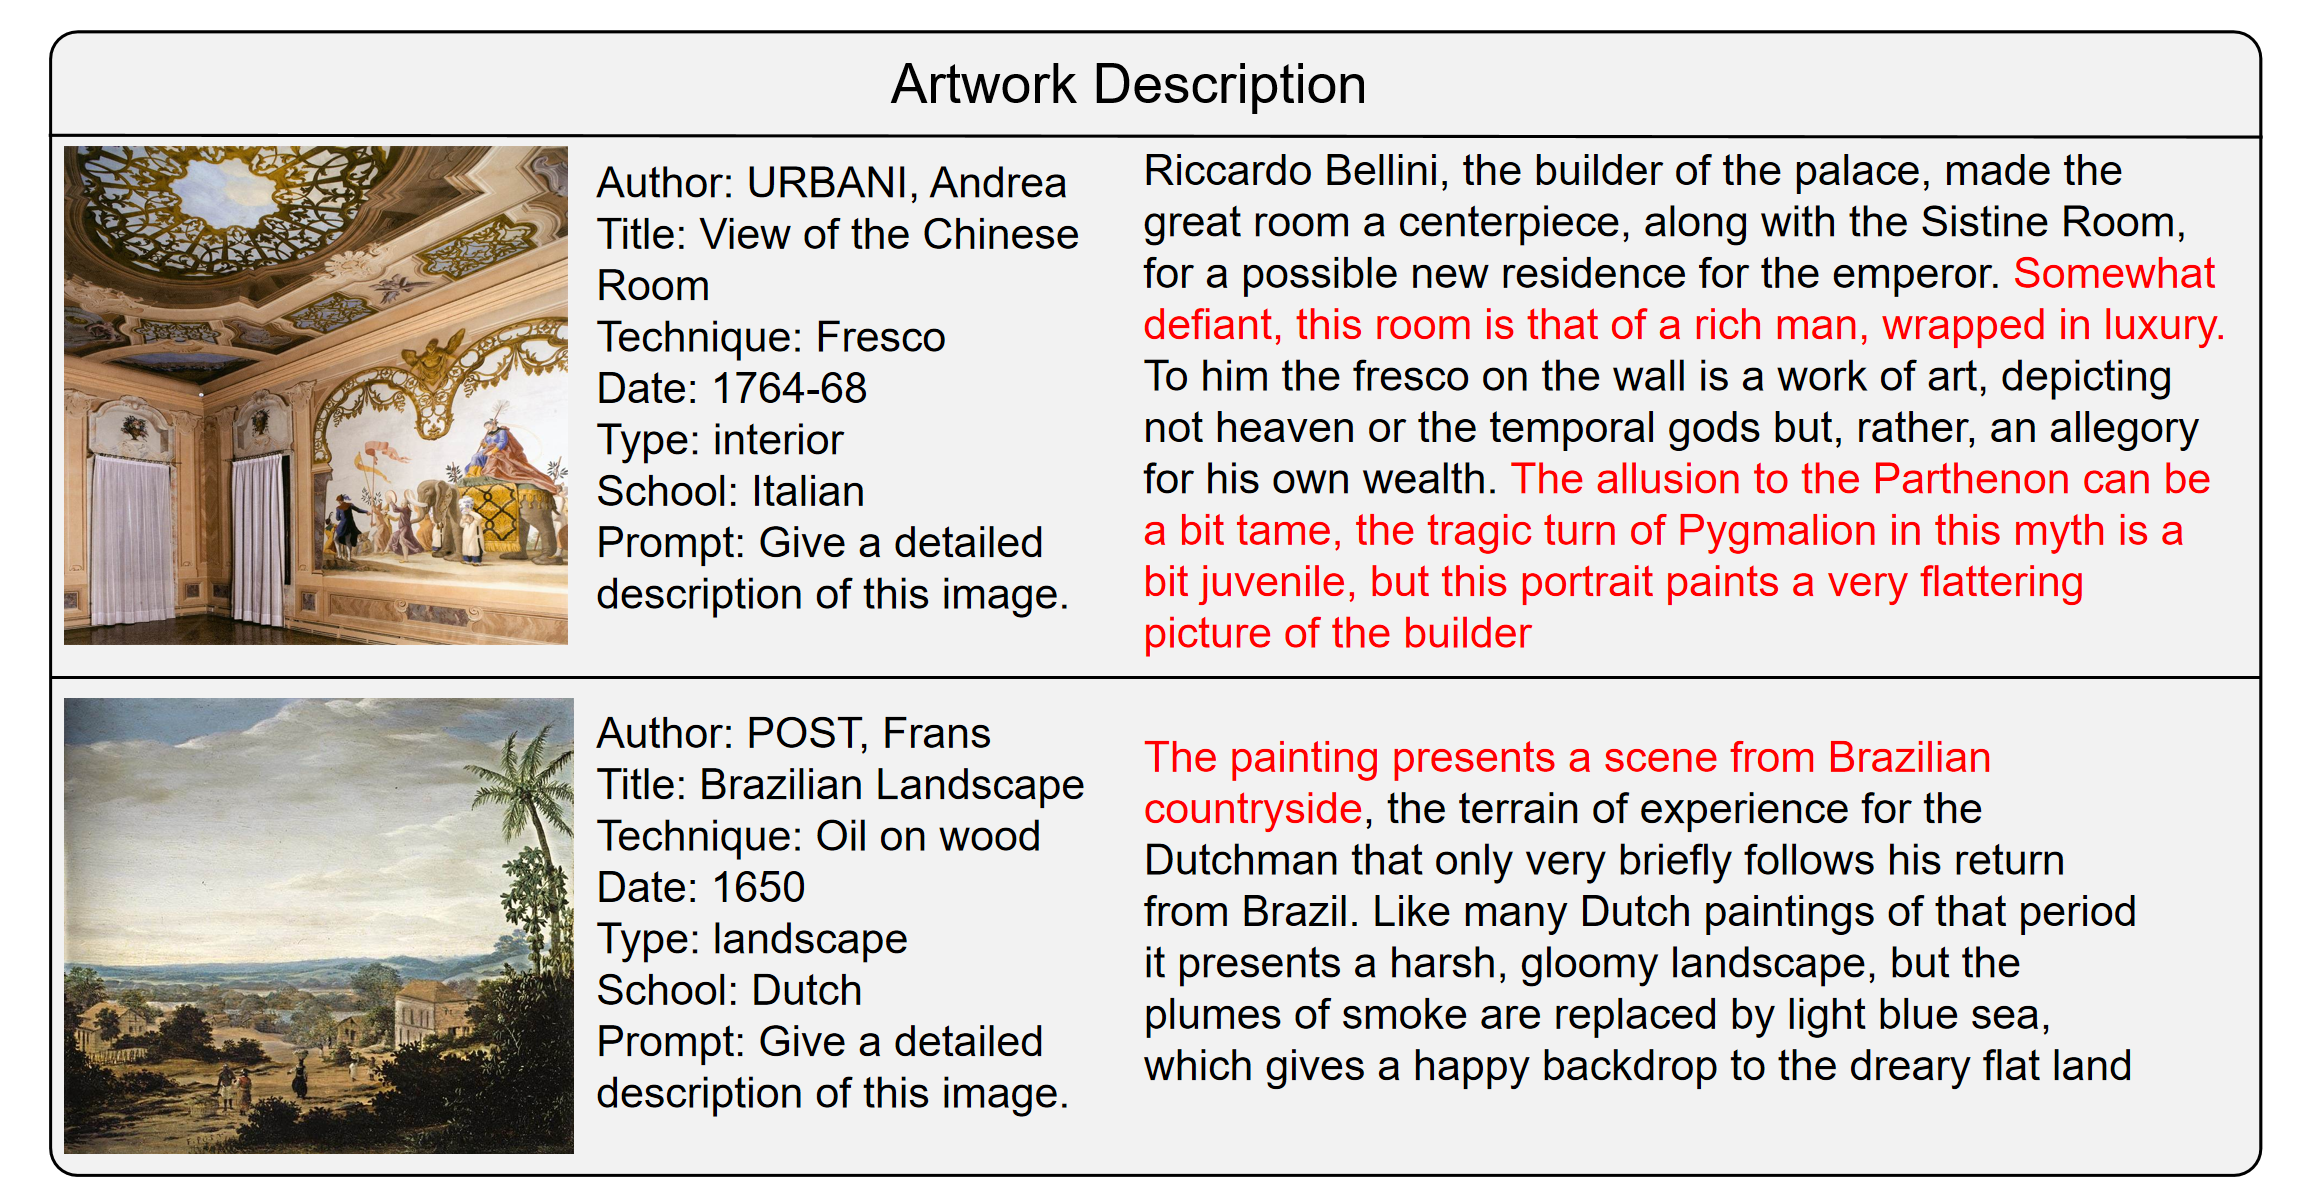 Artwork Description
Author: URBANI, Andrea
Title: View of the Chinese
Room
Technique: Fresco
Date: 1764-68
Type: interior
School: Italian
Prompt: Give a detailed
description of this image.
Riccardo Bellini, the builder of the palace, made the
great room a centerpiece, along with the Sistine Room,
for a possible new residence for the emperor. Somewhat
defiant, this room is that of a rich man, wrapped in luxury.
To him the fresco on the wall is a work of art, depicting
not heaven or the temporal gods but, rather, an allegory
for his own wealth. The allusion to the Parthenon can be
a bit tame, the tragic turn of Pygmalion in this myth is a
bit juvenile, but this portrait paints a very flattering
picture of the builder
Author: POST, Frans
Title: Brazilian Landscape
Technique: Oil on wood
Date: 1650
Type: landscape
School: Dutch
Prompt: Give a detailed
description of this image.
The painting presents a scene from Brazilian
countryside, the terrain of experience for the
Dutchman that only very briefly follows his return
from Brazil. Like many Dutch paintings of that period
it presents a harsh, gloomy landscape, but the
plumes of smoke are replaced by light blue sea,
which gives a happy backdrop to the dreary flat land